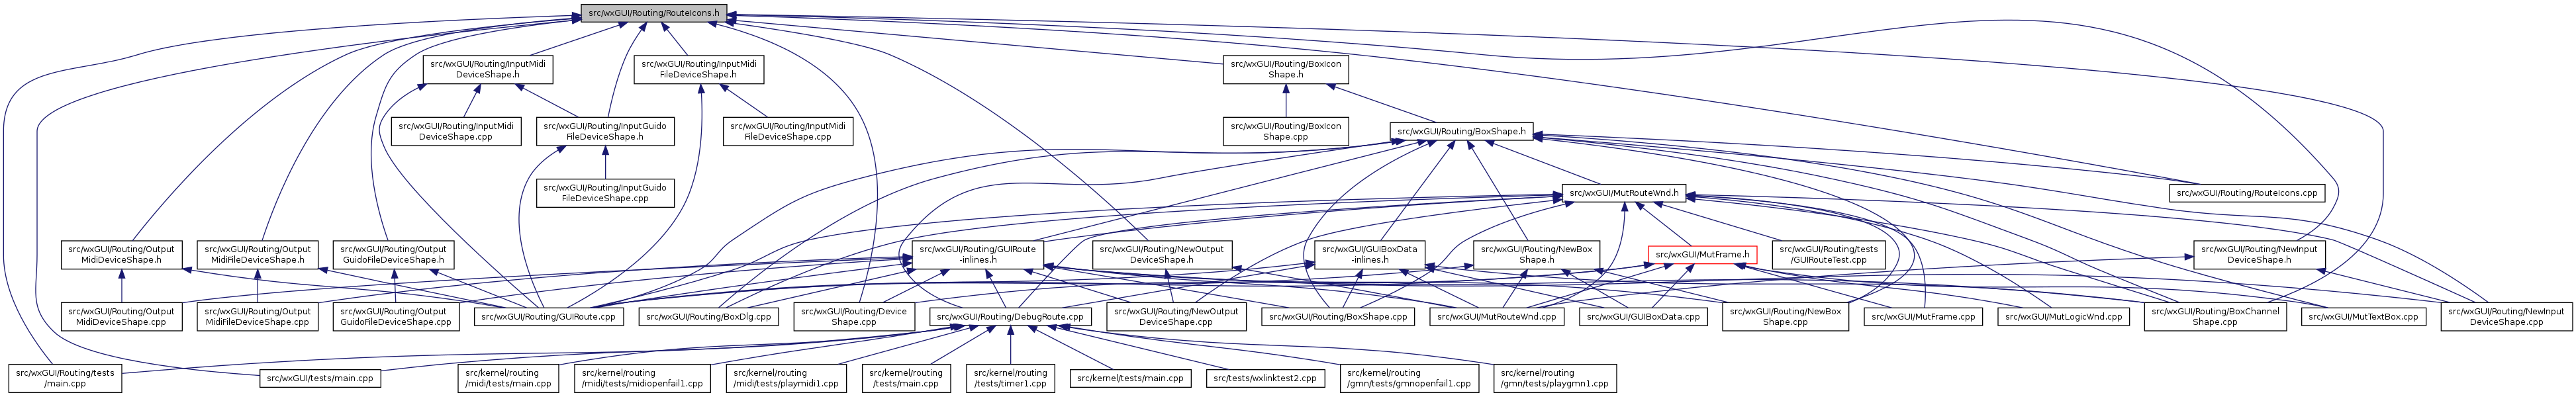 src/wxGUI/Routing/RouteIcons.h
src/wxGUI/Routing/InputMidi
DeviceShape.h
src/wxGUI/Routing/InputMidi
FileDeviceShape.h
src/wxGUI/Routing/BoxIcon
Shape.h
src/wxGUI/Routing/InputMidi
DeviceShape.cpp
src/wxGUI/Routing/InputGuido
FileDeviceShape.h
src/wxGUI/Routing/InputMidi
FileDeviceShape.cpp
src/wxGUI/Routing/BoxIcon
Shape.cpp
src/wxGUI/Routing/BoxShape.h
src/wxGUI/Routing/InputGuido
FileDeviceShape.cpp
src/wxGUI/MutRouteWnd.h
src/wxGUI/Routing/RouteIcons.cpp
src/wxGUI/Routing/Output
MidiDeviceShape.h
src/wxGUI/Routing/Output
MidiFileDeviceShape.h
src/wxGUI/Routing/Output
GuidoFileDeviceShape.h
src/wxGUI/Routing/GUIRoute
-inlines.h
src/wxGUI/Routing/NewOutput
DeviceShape.h
src/wxGUI/GUIBoxData
-inlines.h
src/wxGUI/Routing/NewBox
Shape.h
src/wxGUI/MutFrame.h
src/wxGUI/Routing/tests
/GUIRouteTest.cpp
src/wxGUI/Routing/NewInput
DeviceShape.h
src/wxGUI/Routing/Output
MidiDeviceShape.cpp
src/wxGUI/Routing/Output
MidiFileDeviceShape.cpp
src/wxGUI/Routing/Output
GuidoFileDeviceShape.cpp
src/wxGUI/Routing/GUIRoute.cpp
src/wxGUI/Routing/BoxDlg.cpp
src/wxGUI/Routing/Device
Shape.cpp
src/wxGUI/Routing/DebugRoute.cpp
src/wxGUI/Routing/NewOutput
DeviceShape.cpp
src/wxGUI/Routing/BoxShape.cpp
src/wxGUI/MutRouteWnd.cpp
src/wxGUI/GUIBoxData.cpp
src/wxGUI/Routing/NewBox
Shape.cpp
src/wxGUI/MutFrame.cpp
src/wxGUI/MutLogicWnd.cpp
src/wxGUI/Routing/BoxChannel
Shape.cpp
src/wxGUI/MutTextBox.cpp
src/wxGUI/Routing/NewInput
DeviceShape.cpp
src/wxGUI/Routing/tests
/main.cpp
src/wxGUI/tests/main.cpp
src/kernel/routing
/midi/tests/main.cpp
src/kernel/routing
/midi/tests/midiopenfail1.cpp
src/kernel/routing
/midi/tests/playmidi1.cpp
src/kernel/routing
/tests/main.cpp
src/kernel/routing
/tests/timer1.cpp
src/kernel/tests/main.cpp
src/tests/wxlinktest2.cpp
src/kernel/routing
/gmn/tests/gmnopenfail1.cpp
src/kernel/routing
/gmn/tests/playgmn1.cpp